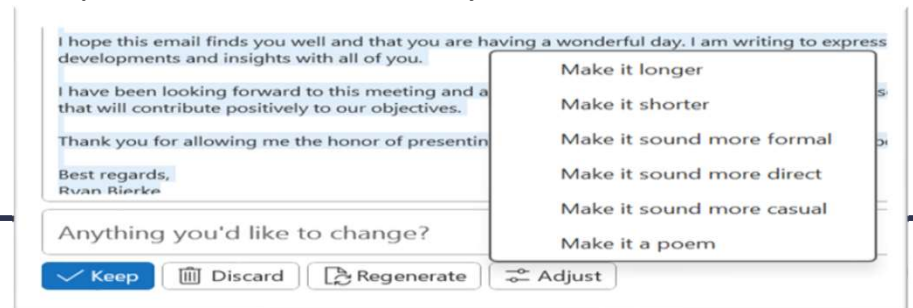 I hope this email finds you well and that you are having a wonderful day. I am writing to express
developments and insights with all of you.
I have been looking forward to this meeting and a
that will contribute positively to our objectives.
Thank you for allowing me the honor of presentin
Best regards,
Ryan Bierke
Make it longer
Make it shorter
Make it sound more formal
Make it sound more direct
Make it sound more casual
Make it a poem
Anything you'd like to change?
Keep
Discard
Regenerate
Adjust